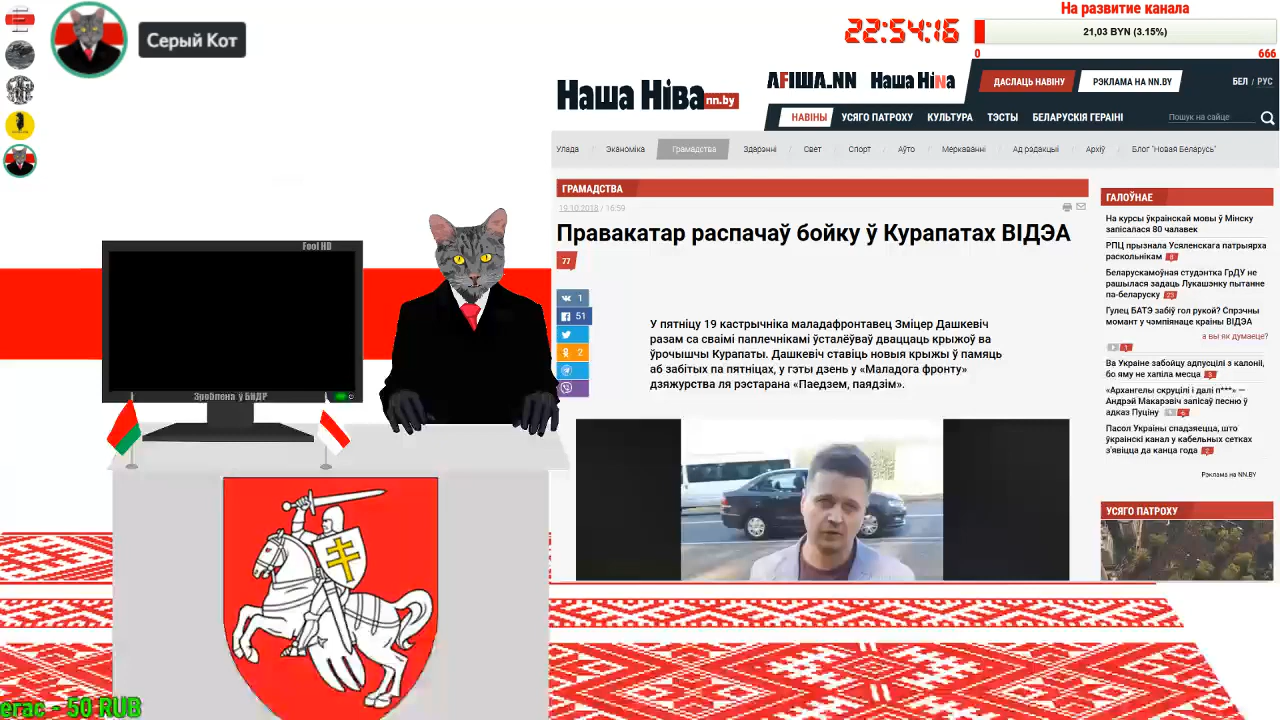 Серый Кот
22:54:16
На развитие канала
21,03 BYN (3.15%)
0
666
Наша Ніва nn.by
АFIША.NN
Наша НіNа
ДАСЛАЦЬ НАВІНУ
РЭКЛАМА НА NN.BY
БЕЛ / РУС
НАВІНЫ
УСЯГО ПАТРОХУ
КУЛЬТУРА
ТЭСТЫ
БЕЛАРУСКІЯ ГЕРАІНІ
Пошук на сайце
Улада / Эканоміка
Грамадства
Здарэнні / Свет / Спорт / Аўто / Меркаванні / Ад рэдакцыі / Архіў / Блог "Новая Беларусь"
ГРАМАДСТВА
19.10.2018 / 16:59
Правакатар распачаў бойку ў Курапатах ВІДЭА
77
1
51
2
У пятніцу 19 кастрычніка маладафронтавец Зміцер Дашкевіч
разам са сваімі паплечнікамі ўсталёўваў дваццаць крыжоў ва
ўрочышчы Курапаты. Дашкевіч ставіць новыя крыжы ў памяць
аб забітых па пятніцах, у гэты дзень у «Маладога фронту»
дзяжурства ля рэстарана «Паедзем, паядзім».
ГАЛОЎНАЕ
На курсы ўкраінскай мовы ў Мінску
запісалася 80 чалавек
РПЦ прызнала Усяленскага патрыярха
раскольнікам
Беларускамоўная студэнтка ГрДУ не
рашылася задаць Лукашэнку пытанне
па-беларуску 23
Гулец БАТЭ забіў гол рукой? Спрэчны
момант у чэмпіянаце краіны ВІДЭА
а вы як думаеце?
1
Ва Украіне забойцу адпусцілі з калоніі,
бо яму не хапіла месца 3
«Архангелы скруцілі і далі п***» —
Андрэй Макарэвіч запісаў песню ў
адказ Пуціну
Пасол Украіны спадзяецца, што
ўкраінскі канал у кабельных сетках
з'явіцца да канца года
Рэклама на NN.BY
УСЯГО ПАТРОХУ
Fool HD
Зроблена ў БНДР
егас - 50 RUB